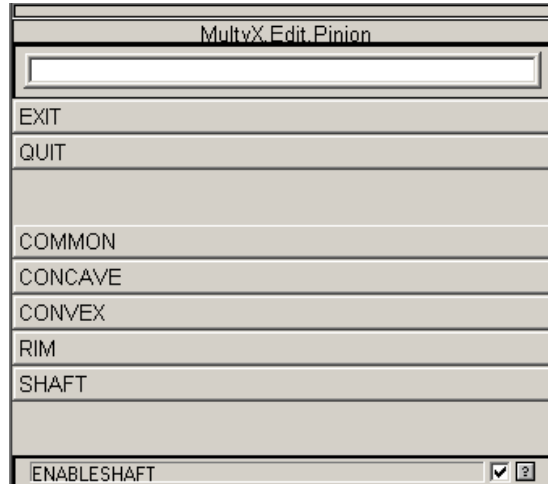 MultyX.Edit.Pinion
EXIT
QUIT
COMMON
CONCAVE
CONVEX
RIM
SHAFT
ENABLESHAFT ?